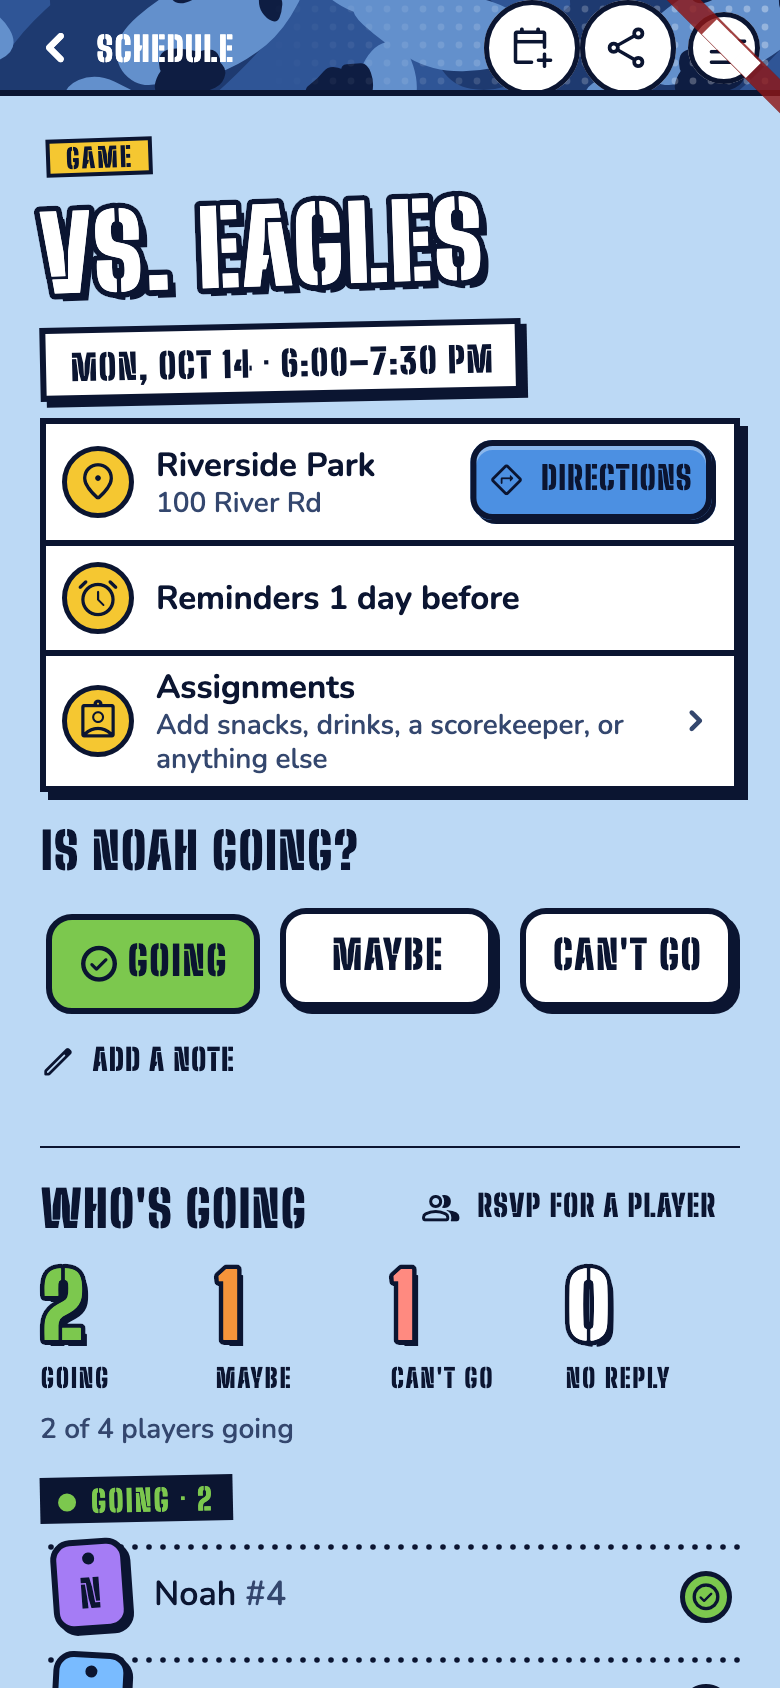 SCHEDULE
GAME
VS. EAGLES
MON, OCT 14 · 6:00–7:30 PM
Riverside Park
100 River Rd
DIRECTIONS
Reminders 1 day before
Assignments
Add snacks, drinks, a scorekeeper, or
anything else
IS NOAH GOING?
GOING
MAYBE
CAN'T GO
ADD A NOTE
WHO'S GOING
RSVP FOR A PLAYER
2
1
1
0
GOING
MAYBE
CAN'T GO
NO REPLY
2 of 4 players going
GOING · 2
N
Noah #4